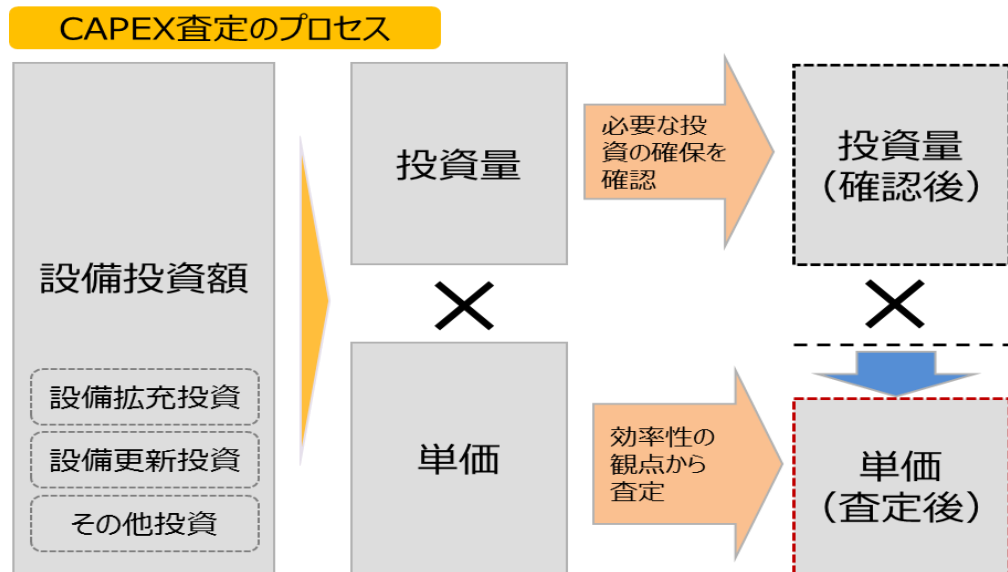 CAPEX査定のプロセス
設備投資額
設備拡充投資
設備更新投資
その他投資
投資量
×
単価
必要な投
資の確保を
確認
効率性の
観点から
査定
投資量
（確認後）
×
単価
（査定後）